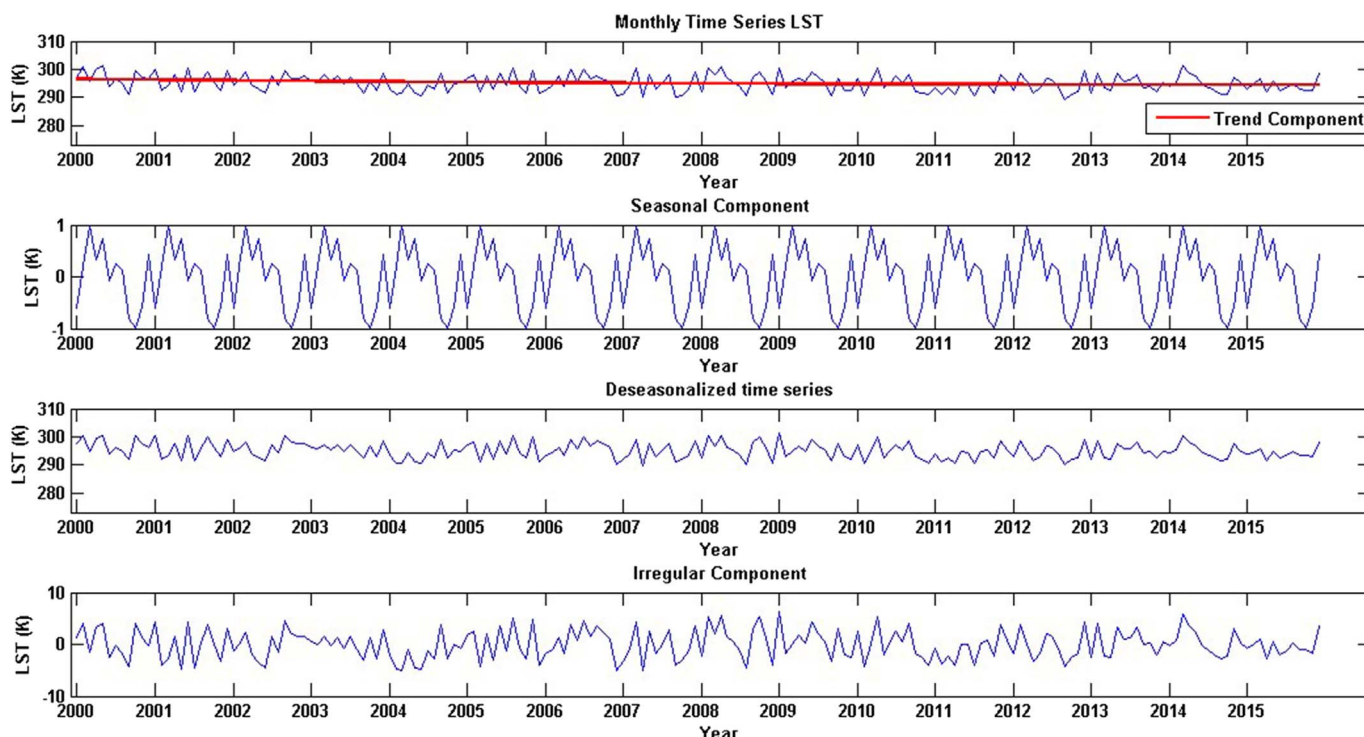 Monthly Time Series LST
310
300
290
280
LST (K)
Trend Component
2000 2001 2002 2003 2004 2005 2006 2007 2008 2009 2010 2011 2012 2013 2014 2015
Year
Seasonal Component
1
0
-1
LST (K)
2000 2001 2002 2003 2004 2005 2006 2007 2008 2009 2010 2011 2012 2013 2014 2015
Year
Deseasonalized time series
310
300
290
280
LST (K)
2000 2001 2002 2003 2004 2005 2006 2007 2008 2009 2010 2011 2012 2013 2014 2015
Year
Irregular Component
10
0
-10
LST (K)
2000 2001 2002 2003 2004 2005 2006 2007 2008 2009 2010 2011 2012 2013 2014 2015
Year